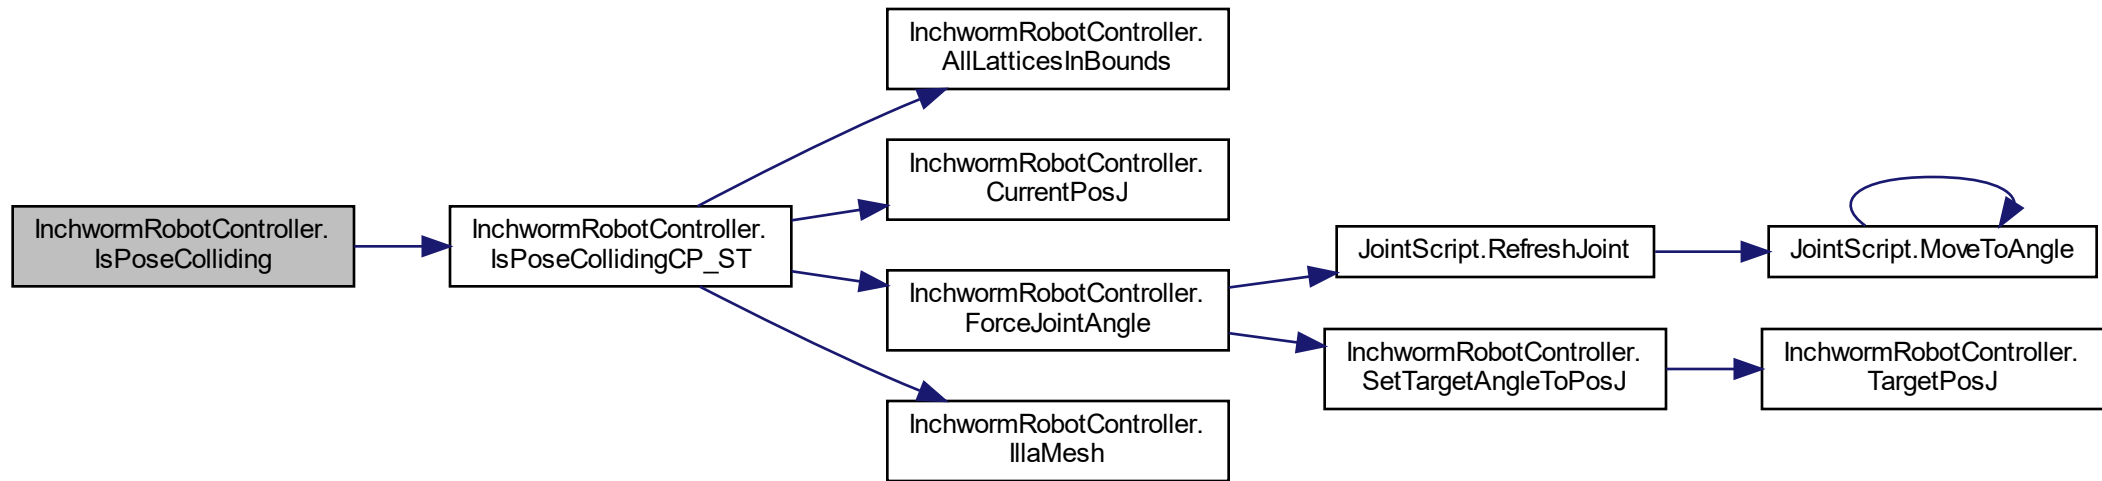 InchwormRobotController.
IsPoseColliding
InchwormRobotController.
IsPoseCollidingCP_ST
InchwormRobotController.
AllLatticesInBounds
InchwormRobotController.
CurrentPosJ
InchwormRobotController.
ForceJointAngle
InchwormRobotController.
IllaMesh
JointScript.RefreshJoint
InchwormRobotController.
SetTargetAngleToPosJ
JointScript.MoveToAngle
InchwormRobotController.
TargetPosJ